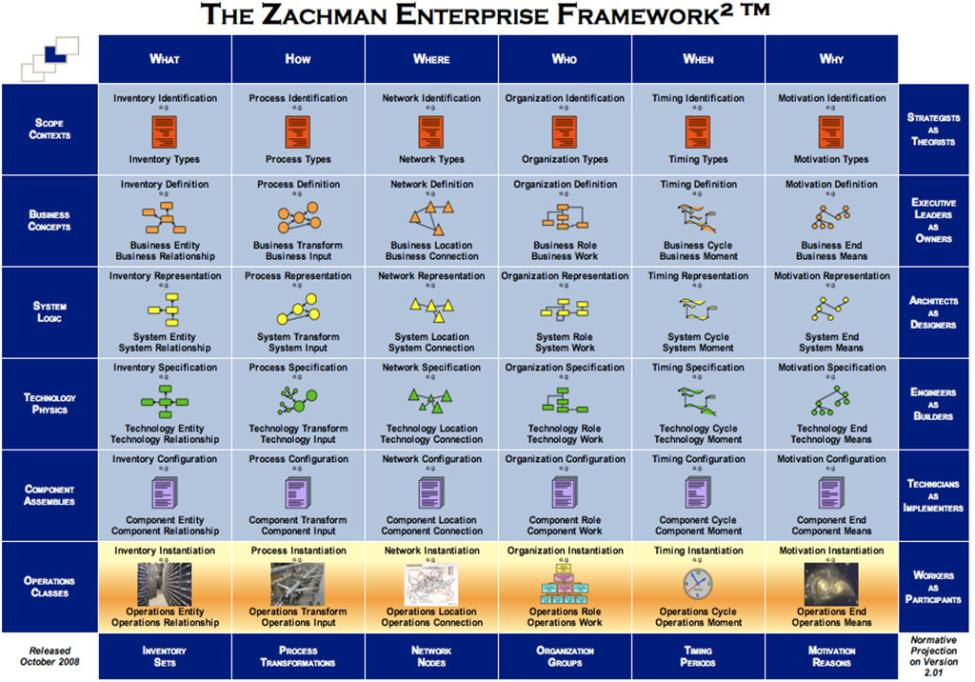 THE ZACHMAN ENTERPRISE FRAMEWORK² ™
WHAT
HOW
WHERE
WHO
WHEN
WHY
SCOPE
CONTEXTS
Inventory Identification
e.g.
Inventory Types
Process Identification
e.g.
Process Types
Network Identification
e.g.
Network Types
Organization Identification
e.g.
Organization Types
Timing Identification
e.g.
Timing Types
Motivation Identification
e.g.
Motivation Types
STRATEGISTS
AS
THEORISTS
BUSINESS
CONCEPTS
Inventory Definition
e.g.
Business Entity
Business Relationship
Process Definition
e.g.
Business Transform
Business Input
Network Definition
e.g.
Business Location
Business Connection
Organization Definition
e.g.
Business Role
Business Work
Timing Definition
e.g.
Business Cycle
Business Moment
Motivation Definition
e.g.
Business End
Business Means
EXECUTIVE
LEADERS
AS
OWNERS
SYSTEM
LOGIC
Inventory Representation
e.g.
System Entity
System Relationship
Process Representation
e.g.
System Transform
System Input
Network Representation
e.g.
System Location
System Connection
Organization Representation
e.g.
System Role
System Work
Timing Representation
e.g.
System Cycle
System Moment
Motivation Representation
e.g.
System End
System Means
ARCHITECTS
AS
DESIGNERS
TECHNOLOGY
PHYSICS
Inventory Specification
e.g.
Technology Entity
Technology Relationship
Process Specification
e.g.
Technology Transform
Technology Input
Network Specification
e.g.
Technology Location
Technology Connection
Organization Specification
e.g.
Technology Role
Technology Work
Timing Specification
e.g.
Technology Cycle
Technology Moment
Motivation Specification
e.g.
Technology End
Technology Means
ENGINEERS
AS
BUILDERS
COMPONENT
ASSEMBLIES
Inventory Configuration
e.g.
Component Entity
Component Relationship
Process Configuration
e.g.
Component Transform
Component Input
Network Configuration
e.g.
Component Location
Component Connection
Organization Configuration
e.g.
Component Role
Component Work
Timing Configuration
e.g.
Component Cycle
Component Moment
Motivation Configuration
e.g.
Component End
Component Means
TECHNICIANS
AS
IMPLEMENTERS
OPERATIONS
CLASSES
Inventory Instantiation
e.g.
Operations Entity
Operations Relationship
Process Instantiation
e.g.
Operations Transform
Operations Input
Network Instantiation
e.g.
Operations Location
Operations Connection
Organization Instantiation
e.g.
Operations Role
Operations Work
Timing Instantiation
e.g.
Operations Cycle
Operations Moment
Motivation Instantiation
e.g.
Operations End
Operations Means
WORKERS
AS
PARTICIPANTS
Released
October 2008
INVENTORY
SETS
PROCESS
TRANSFORMATIONS
NETWORK
NODES
ORGANIZATION
GROUPS
TIMING
PERIODS
MOTIVATION
REASONS
Normative
Projection
on Version
2.01